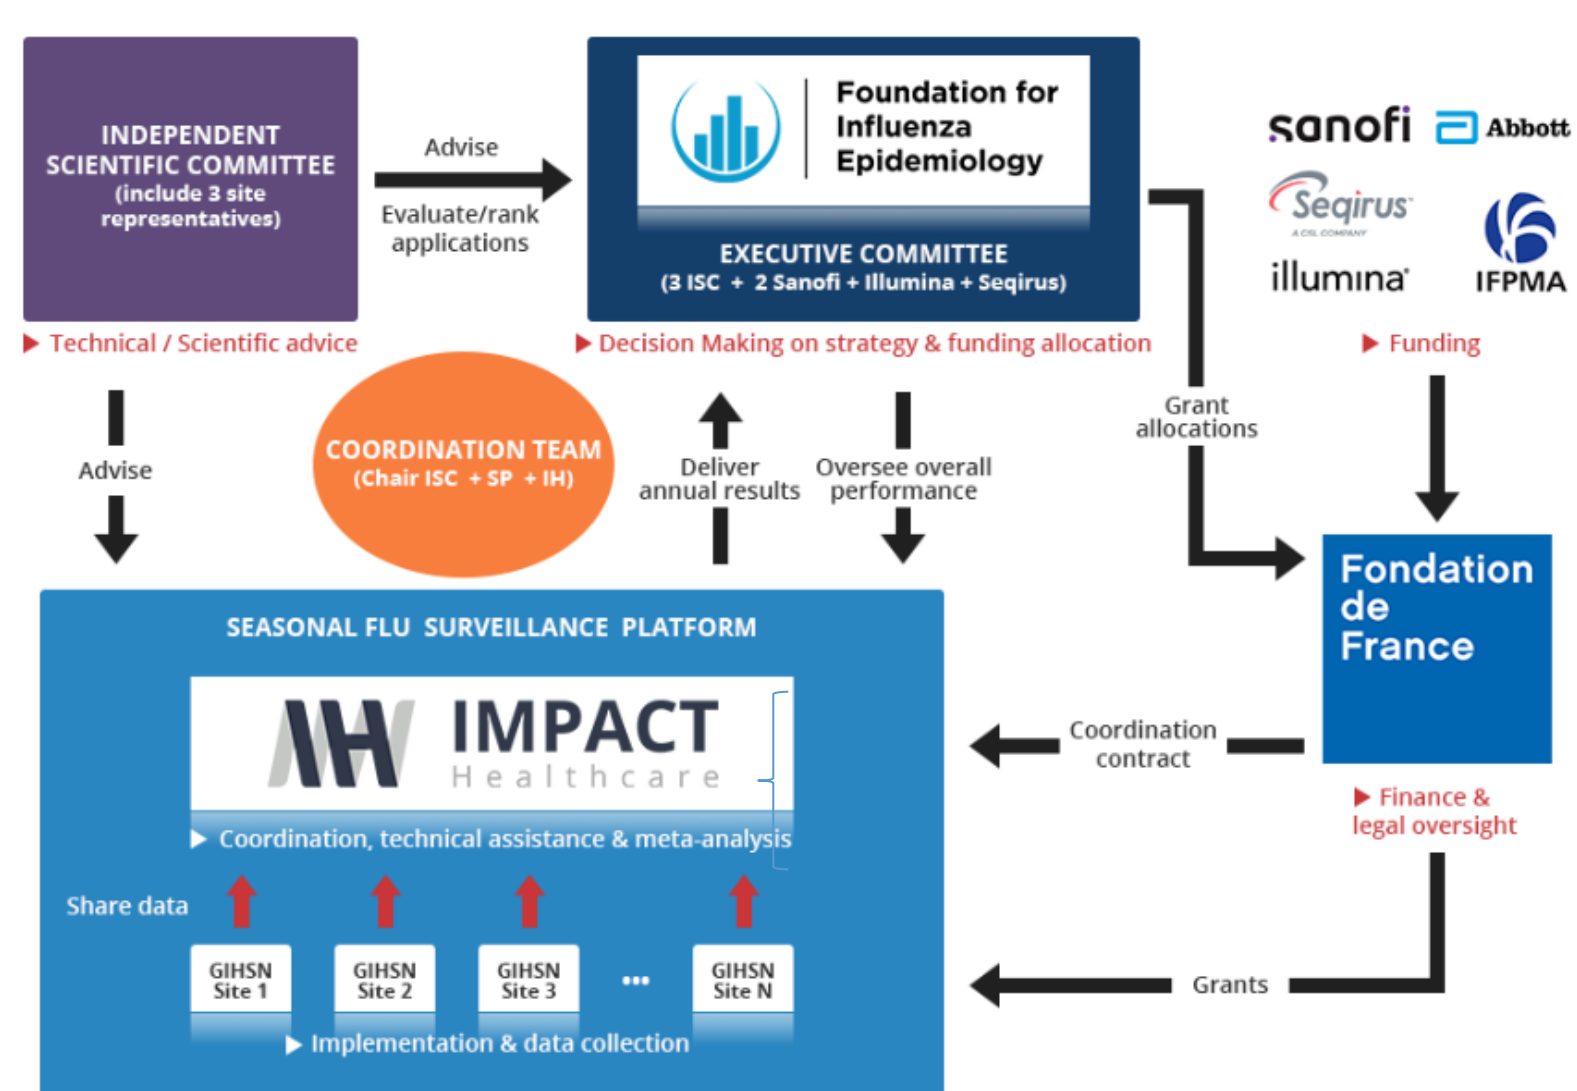 INDEPENDENT
SCIENTIFIC COMMITTEE
(include 3 site
representatives)
Technical / Scientific advice
Advise
Evaluate/rank
applications
Foundation for
Influenza
Epidemiology
EXECUTIVE COMMITTEE
(3 ISC + 2 Sanofi + Illumina + Seqirus)
Decision Making on strategy & funding allocation
sanofi
Abbott
Seqirus™
A CSL COMPANY
illumina®
IFPMA
Funding
Advise
COORDINATION TEAM
(Chair ISC + SP + IH)
Deliver
annual results
Oversee overall
performance
Grant
allocations
Fondation
de
France
Finance &
legal oversight
Coordination
contract
Grants
SEASONAL FLU SURVEILLANCE PLATFORM
IH
IMPACT
Healthcare
Coordination, technical assistance & meta-analysis
Share data
GIHSN
Site 1
GIHSN
Site 2
GIHSN
Site 3
...
GIHSN
Site N
Implementation & data collection